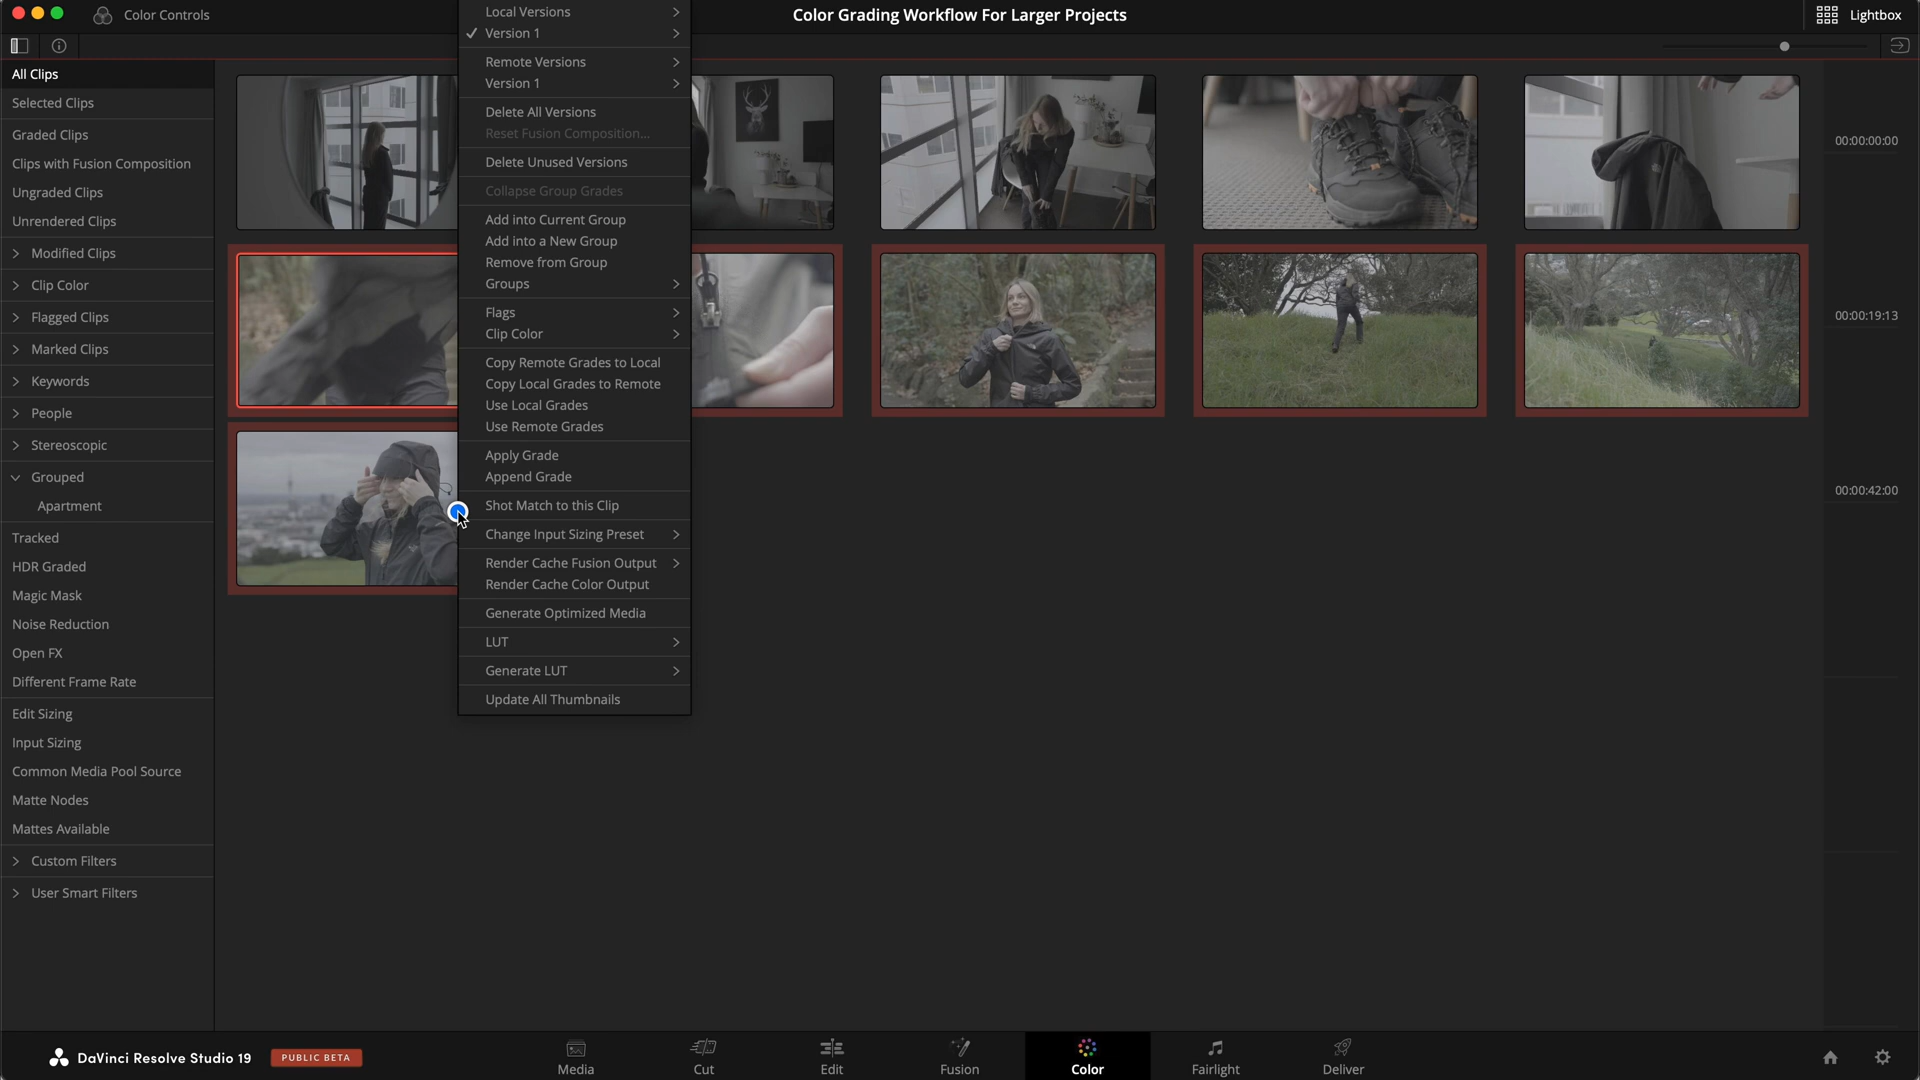 Color Controls
Color Grading Workflow For Larger Projects
Lightbox
All Clips
Selected Clips
Graded Clips
Clips with Fusion Composition
Ungraded Clips
Unrendered Clips
Modified Clips
Clip Color
Flagged Clips
Marked Clips
Keywords
People
Stereoscopic
Grouped
Apartment
Tracked
HDR Graded
Magic Mask
Noise Reduction
Open FX
Different Frame Rate
Edit Sizing
Input Sizing
Common Media Pool Source
Matte Nodes
Mattes Available
Custom Filters
User Smart Filters
Local Versions
Version 1
Remote Versions
Version 1
Delete All Versions
Reset Fusion Composition...
Delete Unused Versions
Collapse Group Grades
Add into Current Group
Add into a New Group
Remove from Group
Groups
Flags
Clip Color
Copy Remote Grades to Local
Copy Local Grades to Remote
Use Local Grades
Use Remote Grades
Apply Grade
Append Grade
Shot Match to this Clip
Change Input Sizing Preset
Render Cache Fusion Output
Render Cache Color Output
Generate Optimized Media
LUT
Generate LUT
Update All Thumbnails
00:00:00:00
00:00:19:13
00:00:42:00
DaVinci Resolve Studio 19
PUBLIC BETA
Media
Cut
Edit
Fusion
Color
Fairlight
Deliver